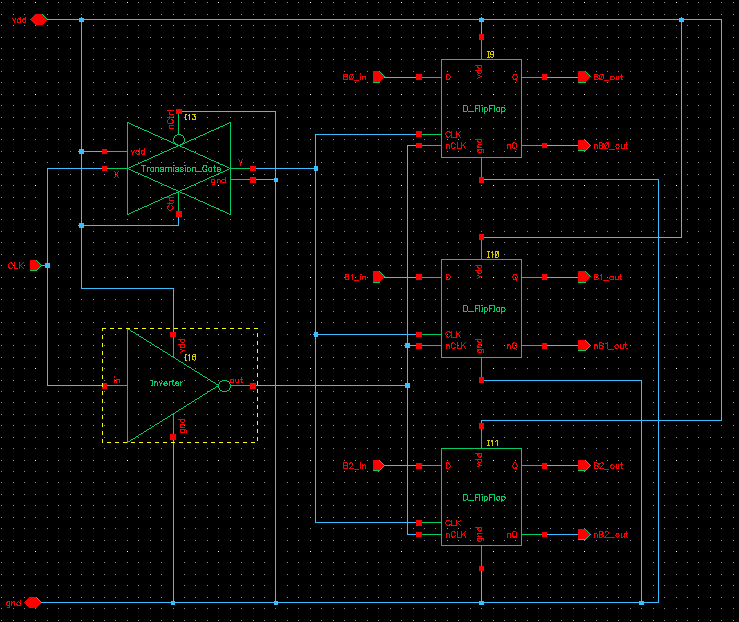 vdd
I9
B0_in
D
vdd
Q
B0_out
D_FlipFlop
CLK
nCLK
gnd
nQ
nB0_out
nCtrl
I13
vdd
Transmission_Gate
Y
X
gnd
Ctrl
CLK
I10
B1_in
D
vdd
Q
B1_out
D_FlipFlop
CLK
nCLK
gnd
nQ
nB1_out
vdd
I16
in
Inverter
out
gnd
I11
B2_in
D
vdd
Q
B2_out
D_FlipFlop
CLK
nCLK
gnd
nQ
nB2_out
gnd